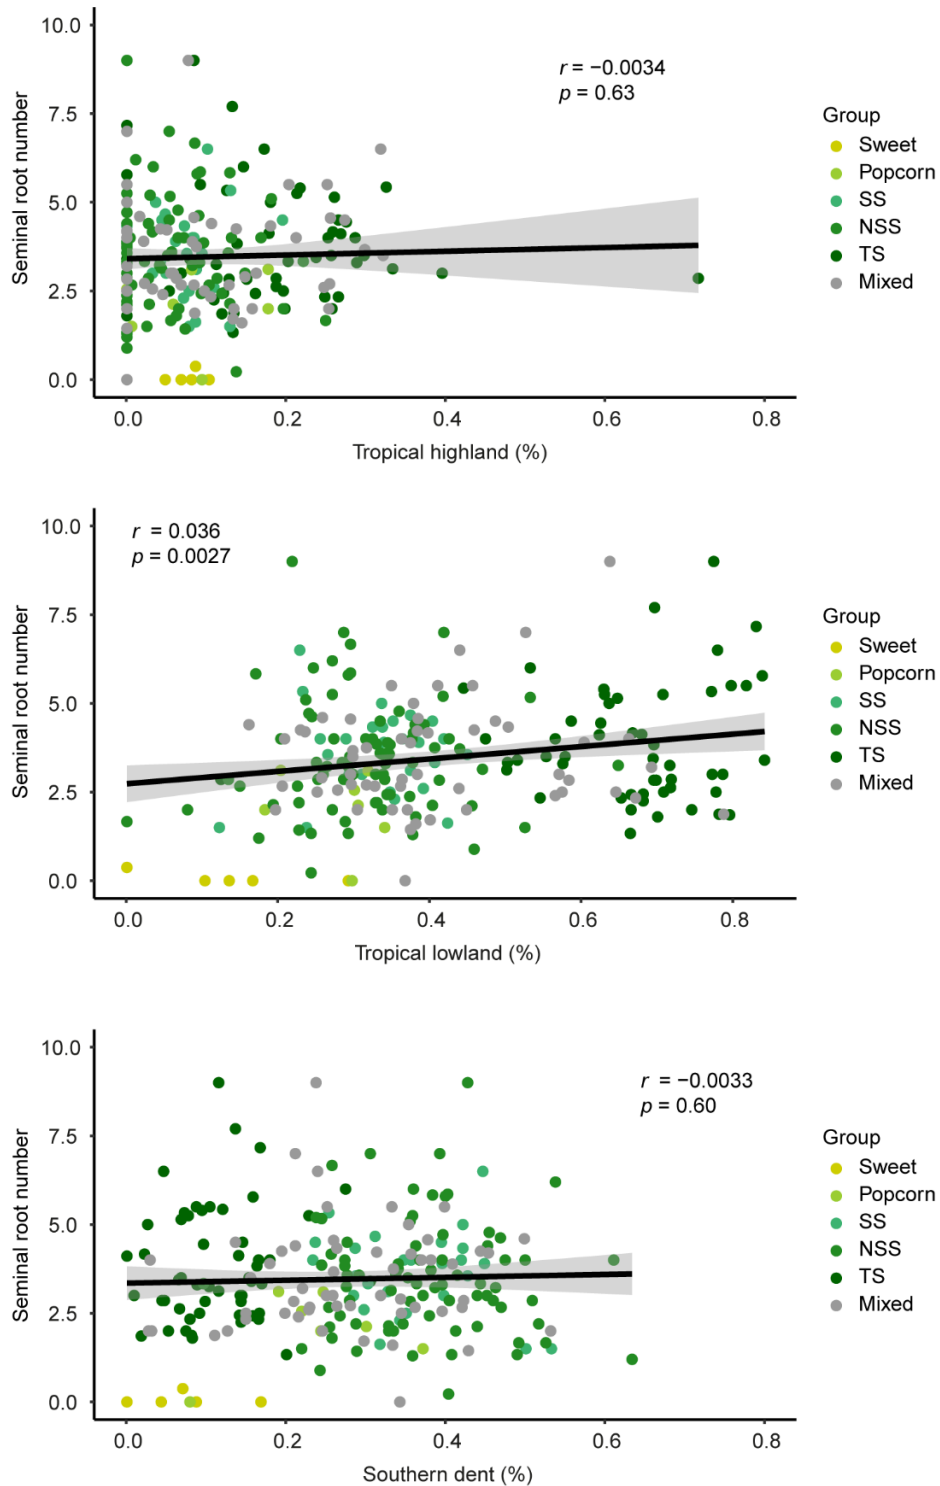 10.0
7.5
5.0
2.5
0.0
Seminal root number
r = −0.0034
p = 0.63
Group
Sweet
Popcorn
SS
NSS
TS
Mixed
0.0 0.2 0.4 0.6 0.8
Tropical highland (%)
10.0
7.5
5.0
2.5
0.0
Seminal root number
r = 0.036
p = 0.0027
Group
Sweet
Popcorn
SS
NSS
TS
Mixed
0.0 0.2 0.4 0.6 0.8
Tropical lowland (%)
10.0
7.5
5.0
2.5
0.0
Seminal root number
r = −0.0033
p = 0.60
Group
Sweet
Popcorn
SS
NSS
TS
Mixed
0.0 0.2 0.4 0.6 0.8
Southern dent (%)